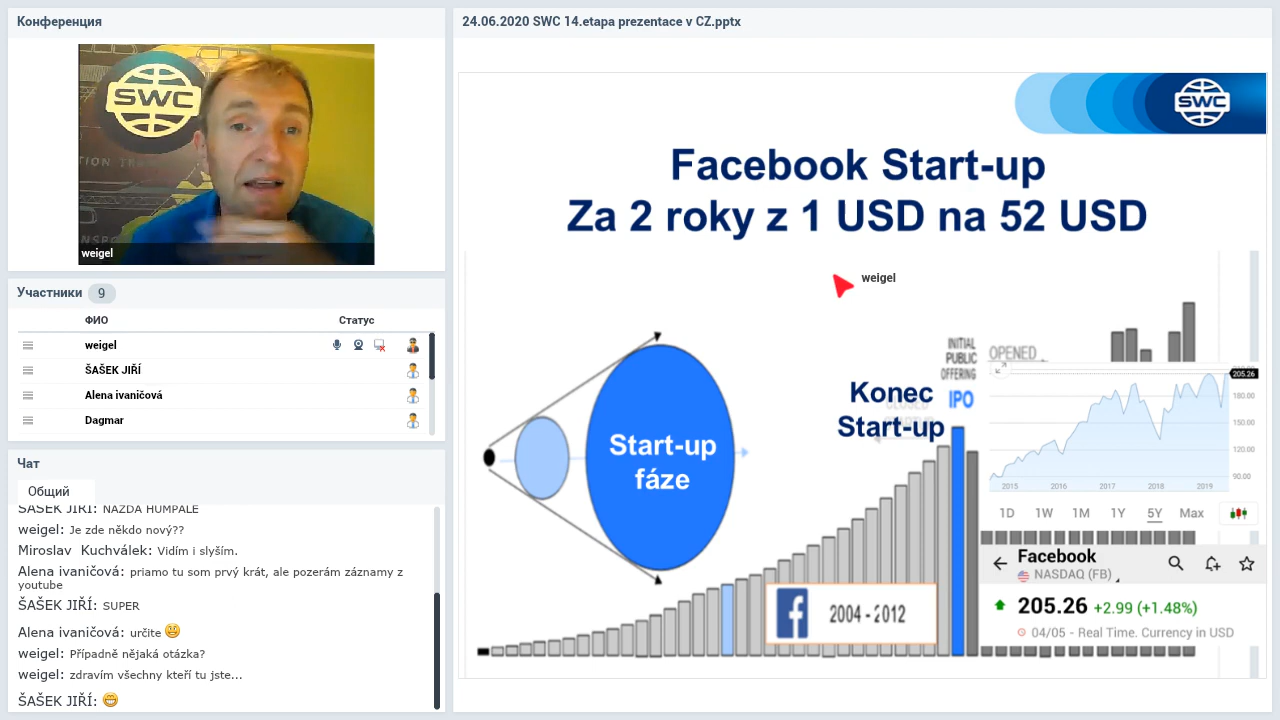 Конференция
SWC
weigel
Участники 9
ФИО Статус
weigel
ŠAŠEK JIŘÍ
Alena ivaničová
Dagmar
Чат
Общий
ŠAŠEK JIŘÍ: NAZDA HUMPALE
weigel: Je zde někdo nový??
Miroslav Kuchválek: Vidím i slyším.
Alena ivaničová: priamo tu som prvý krát, ale pozerám záznamy z
youtube
ŠAŠEK JIŘÍ: SUPER
Alena ivaničová: určite
weigel: Případně nějaká otázka?
weigel: zdravím všechny kteří tu jste...
ŠAŠEK JIŘÍ:
24.06.2020 SWC 14.etapa prezentace v CZ.pptx
SWC
Facebook Start-up
Za 2 roky z 1 USD na 52 USD
weigel
Start-up
fáze
Konec
Start-up
INITIAL
PUBLIC
OFFERING
IPO
OPENED
205.26
180.00
150.00
120.00
90.00
2015 2016 2017 2018 2019
1D 1W 1M 1Y 5Y Max
Facebook
NASDAQ (FB)
205.26 +2.99 (+1.48%)
04/05 - Real Time. Currency in USD
2004 - 2012